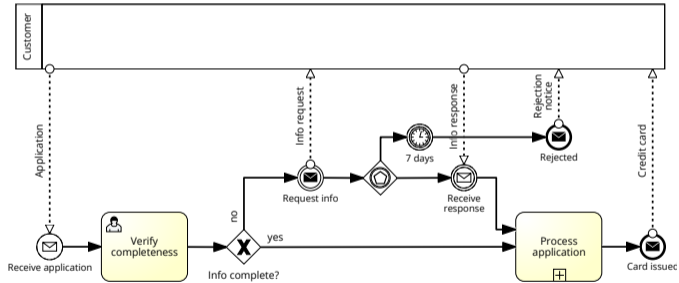 Customer
Application
Info request
Info response
Rejection
notice
Credit card
7 days
Rejected
Request info
Receive
response
no
yes
Receive application
Verify
completeness
Info complete?
Process
application
Card issued